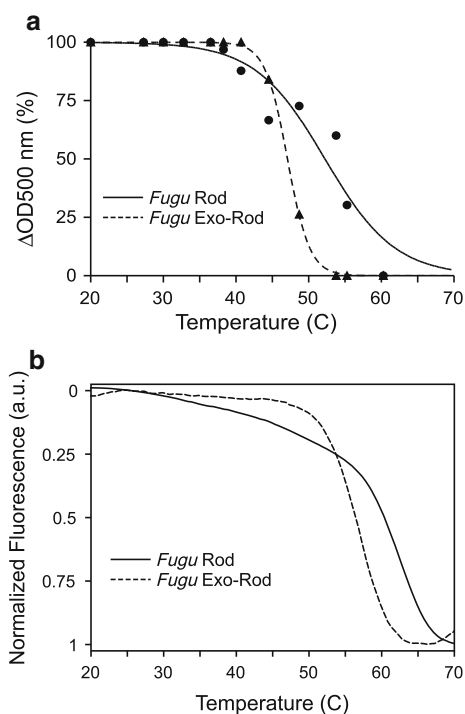 a
100
75
50
25
0
ΔOD500 nm (%)
Fugu Rod
Fugu Exo-Rod
20 30 40 50 60 70
Temperature (C)
b
0
0.25
0.5
0.75
1
Normalized Fluorescence (a.u.)
Fugu Rod
Fugu Exo-Rod
20 30 40 50 60 70
Temperature (C)